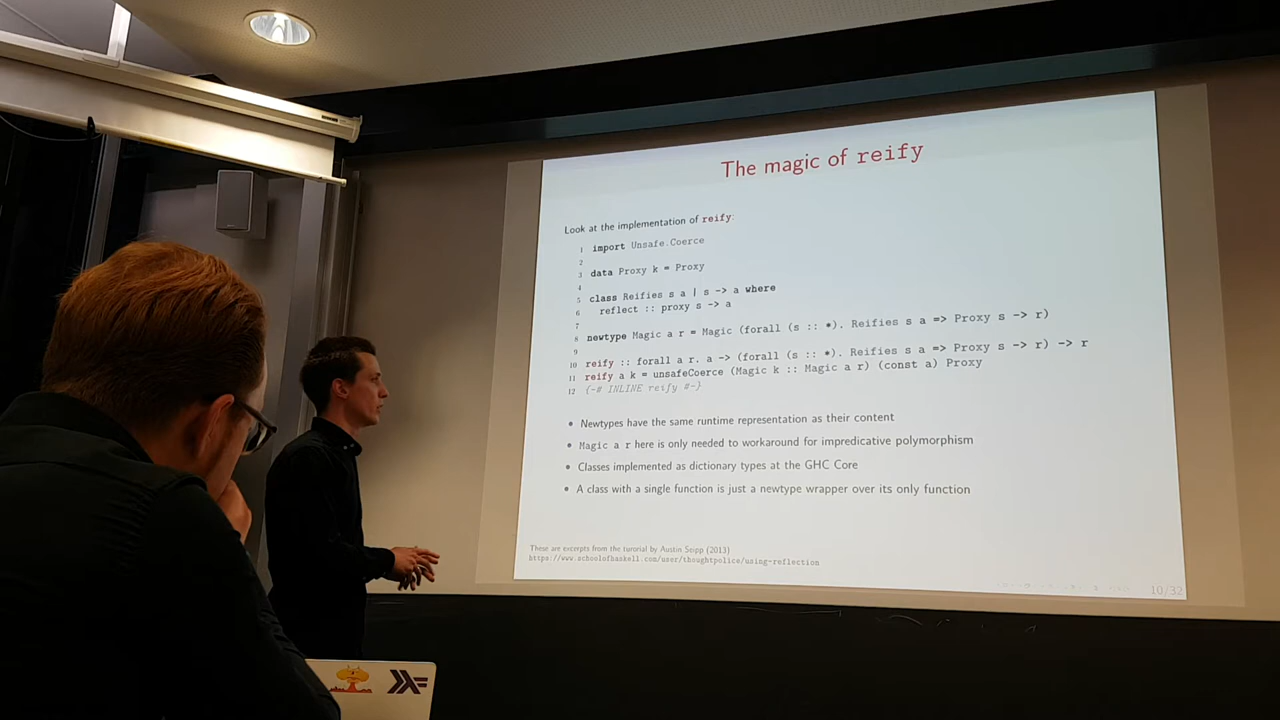 The magic of reify
Look at the implementation of reify:
1 import Unsafe.Coerce
2
3 data Proxy k = Proxy
4
5 class Reifies s a | s -> a where
6 reflect :: proxy s -> a
7
8 newtype Magic a r = Magic (forall (s :: *). Reifies s a => Proxy s -> r)
9
10 reify :: forall a r. a -> (forall (s :: *). Reifies s a => Proxy s -> r) -> r
11 reify a k = unsafeCoerce (Magic k :: Magic a r) (const a) Proxy
12 {-# INLINE reify #-}
• Newtypes have the same runtime representation as their content
• Magic a r here is only needed to workaround for impredicative polymorphism
• Classes implemented as dictionary types at the GHC Core
• A class with a single function is just a newtype wrapper over its only function
These are excerpts from the turorial by Austin Seipp (2013)
https://www.schoolofhaskell.com/user/thoughtpolice/using-reflection
10/32